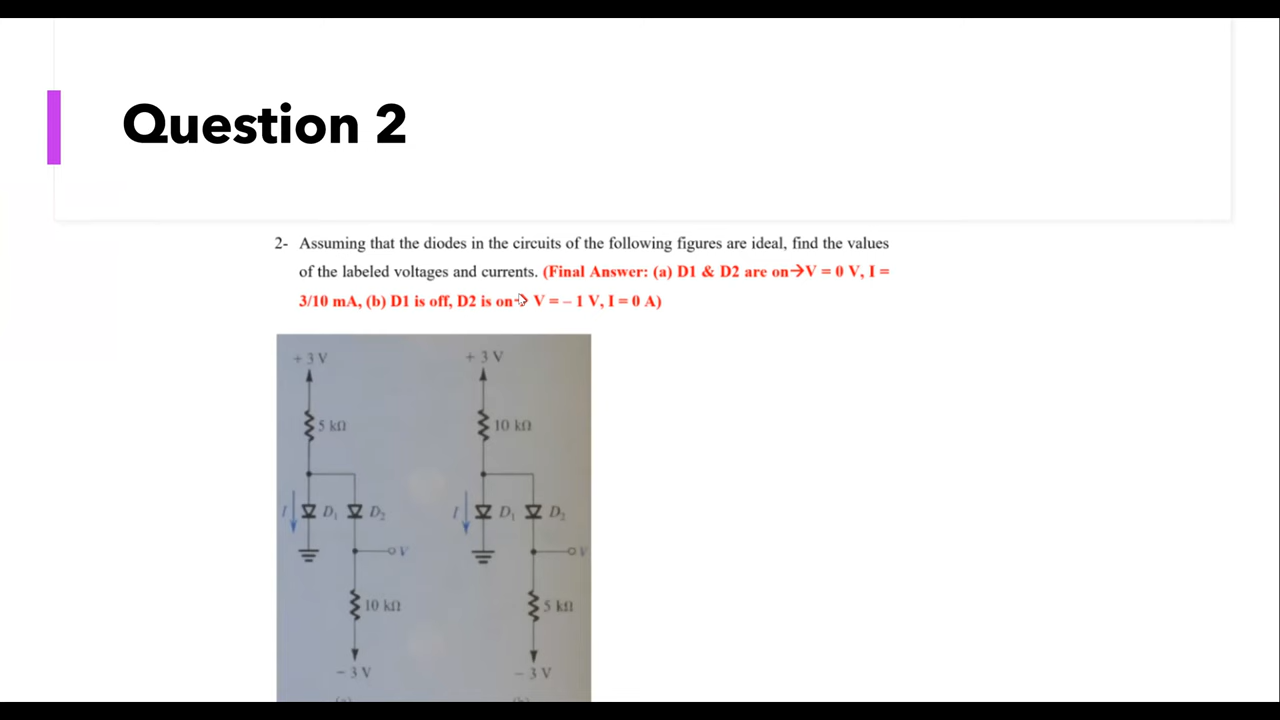 Question 2
2- Assuming that the diodes in the circuits of the following figures are ideal, find the values
of the labeled voltages and currents. (Final Answer: (a) D1 & D2 are on→V = 0 V, I =
3/10 mA, (b) D1 is off, D2 is on→ V = – 1 V, I = 0 A)
+ 3 V
+ 3 V
5 kΩ
10 kΩ
I D₁ D₂
I D₁ D₂
V
V
10 kΩ
5 kΩ
− 3 V
− 3 V